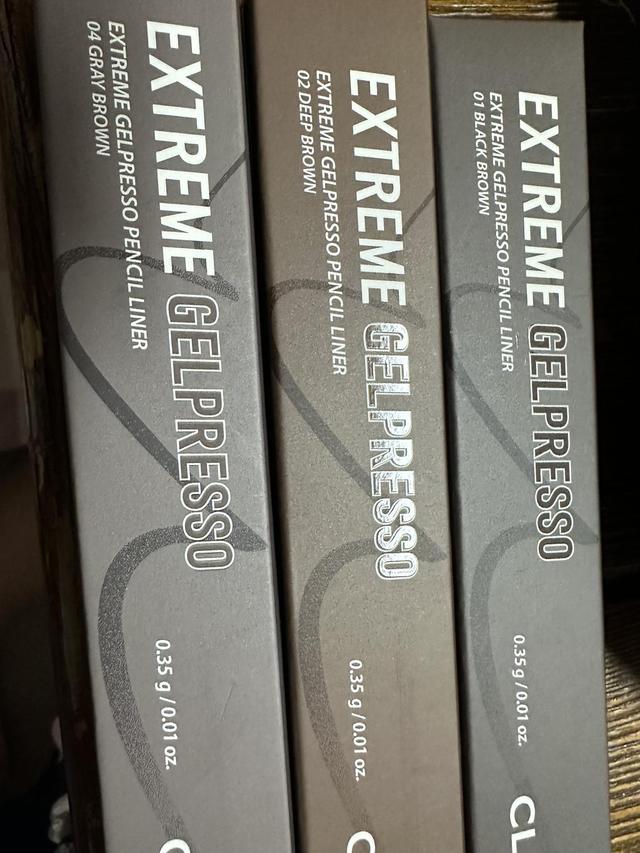 EXTREME GELPRESSO
EXTREME GELPRESSO PENCIL LINER
04 GRAY BROWN
0.35 g / 0.01 oz.
C
EXTREME GELPRESSO
EXTREME GELPRESSO PENCIL LINER
02 DEEP BROWN
0.35 g / 0.01 oz.
C
EXTREME GELPRESSO
EXTREME GELPRESSO PENCIL LINER
01 BLACK BROWN
0.35 g / 0.01 oz.
CL